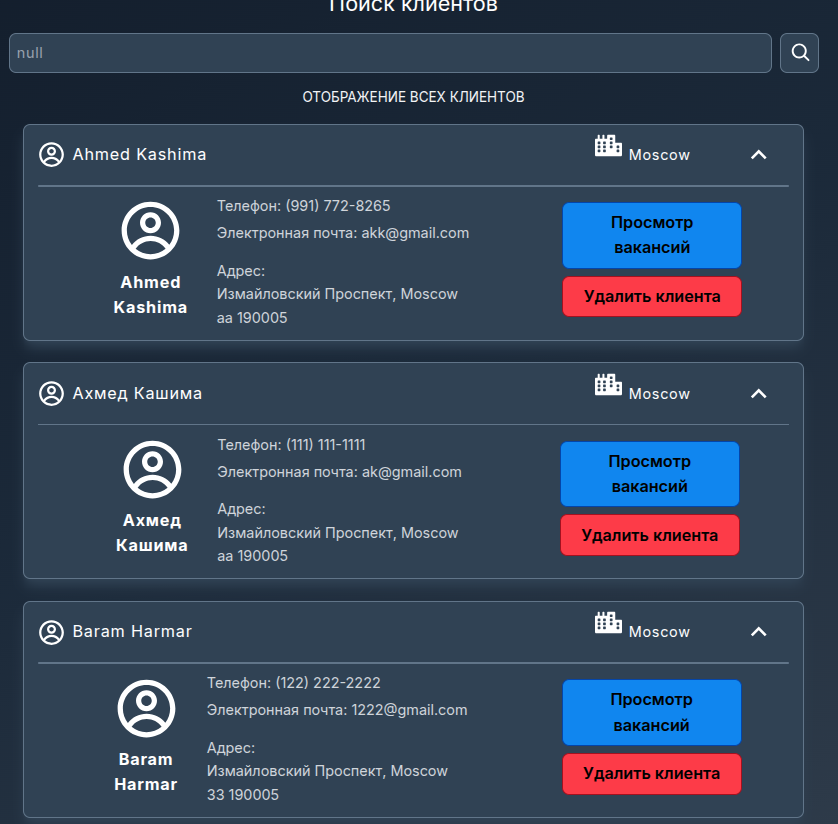 Поиск клиентов
null
ОТОБРАЖЕНИЕ ВСЕХ КЛИЕНТОВ
Ahmed Kashima
Moscow
Ahmed
Kashima
Телефон: (991) 772-8265
Электронная почта: akk@gmail.com
Адрес:
Измайловский Проспект, Moscow
aa 190005
Просмотр
вакансий
Удалить клиента
Ахмед Кашима
Moscow
Ахмед
Кашима
Телефон: (111) 111-1111
Электронная почта: ak@gmail.com
Адрес:
Измайловский Проспект, Moscow
aa 190005
Просмотр
вакансий
Удалить клиента
Baram Harmar
Moscow
Baram
Harmar
Телефон: (122) 222-2222
Электронная почта: 1222@gmail.com
Адрес:
Измайловский Проспект, Moscow
33 190005
Просмотр
вакансий
Удалить клиента